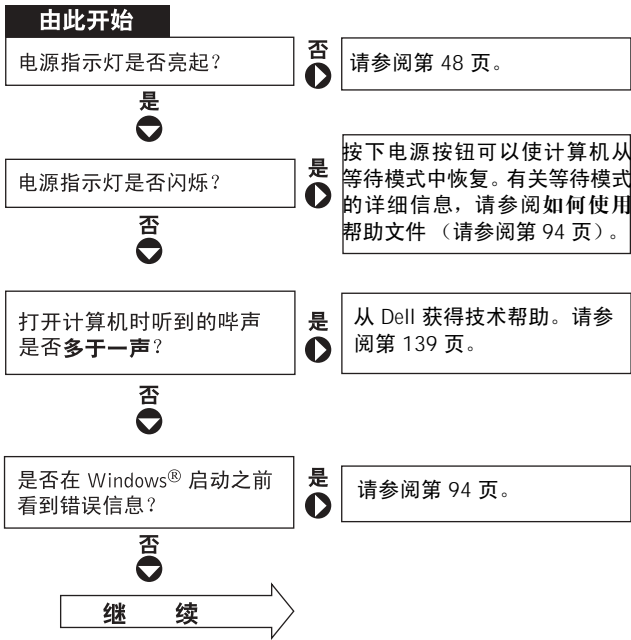 由此开始
电源指示灯是否亮起？
否
请参阅第 48 页。
是
电源指示灯是否闪烁？
是
按下电源按钮可以使计算机从
等待模式中恢复。有关等待模式
的详细信息，请参阅如何使用
帮助文件 （请参阅第 94 页）。
否
打开计算机时听到的哔声
是否多于一声？
是
从 Dell 获得技术帮助。请参
阅第 139 页。
否
是否在 Windows® 启动之前
看到错误信息？
是
请参阅第 94 页。
否
继 续